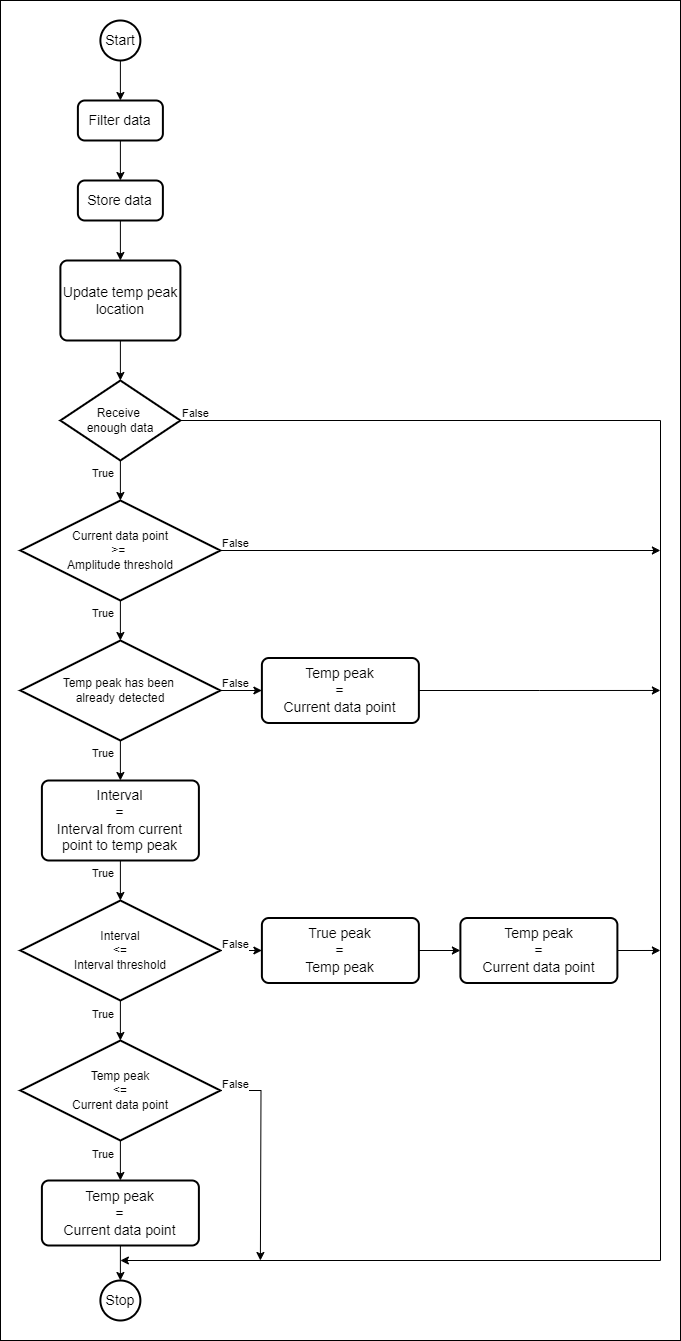 Start
Filter data
Store data
Update temp peak
location
Receive
enough data
False
True
Current data point
>=
Amplitude threshold
False
True
Temp peak has been
already detected
False
Temp peak
=
Current data point
True
Interval
=
Interval from current
point to temp peak
True
Interval
<=
Interval threshold
False
True peak
=
Temp peak
Temp peak
=
Current data point
True
Temp peak
<=
Current data point
False
True
Temp peak
=
Current data point
Stop